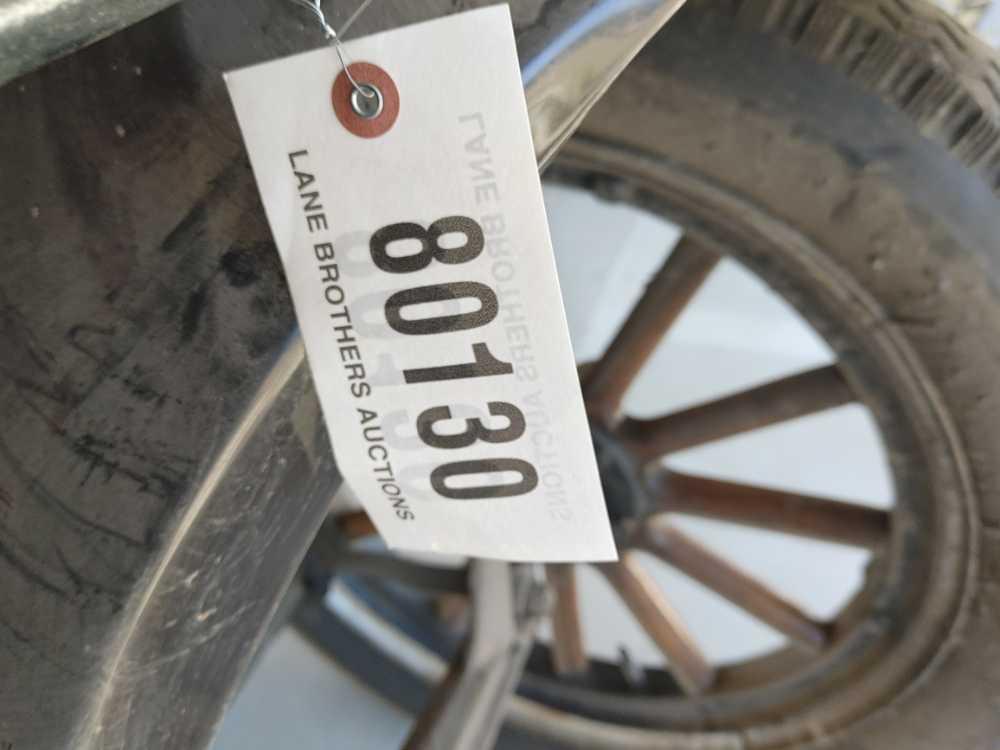 80130
LANE BROTHERS AUCTIONS